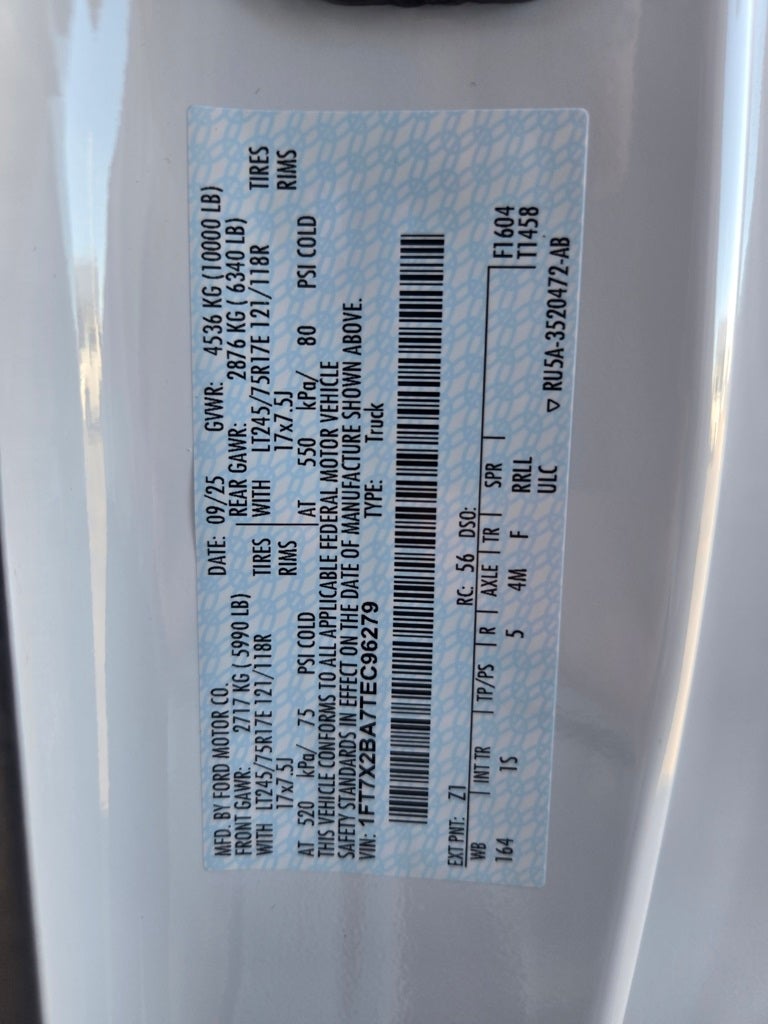 MFD. BY FORD MOTOR CO.
DATE: 09/25 GVWR: 4536 KG (10000 LB)
FRONT GAWR: 2717 KG ( 5990 LB) REAR GAWR: 2876 KG ( 6340 LB)
WITH LT245/75R17E 121/118R TIRES WITH LT245/75R17E 121/118R TIRES
17x7.5J RIMS 17x7.5J RIMS
AT 520 kPa/ 75 PSI COLD AT 550 kPa/ 80 PSI COLD
THIS VEHICLE CONFORMS TO ALL APPLICABLE FEDERAL MOTOR VEHICLE
SAFETY STANDARDS IN EFFECT ON THE DATE OF MANUFACTURE SHOWN ABOVE.
VIN: 1FT7X2BA7TEC96279 TYPE: Truck
EXT PNT: Z1 RC: 56 DSO:
WB INT TR TP/PS R AXLE TR SPR F1604
164 1S 5 4M F RRLL T1458
ULC
▽ RU5A-3520472-AB